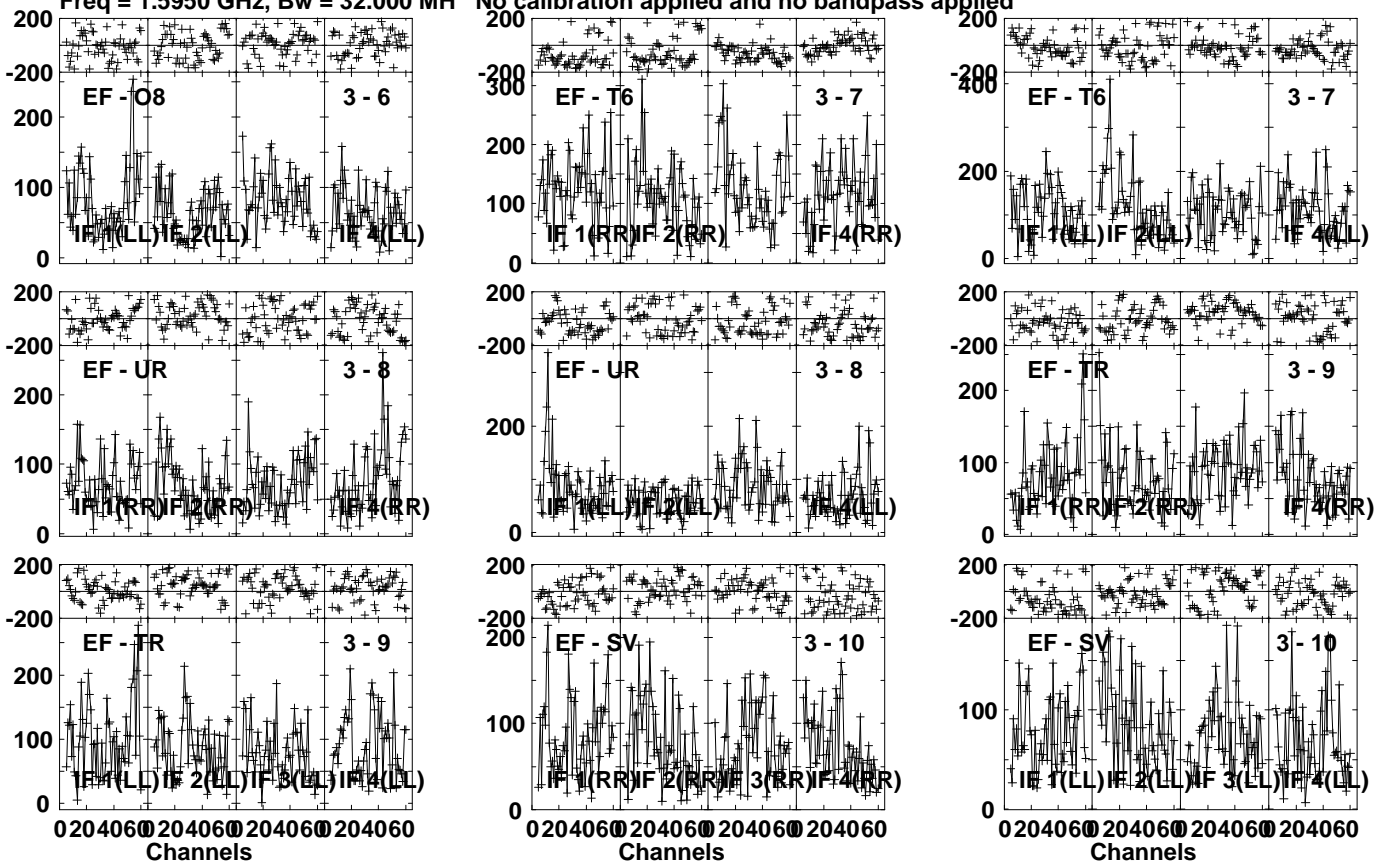 Freq = 1.5950 GHz, Bw = 32.000 MH   No calibration applied and no bandpass applied
200 200 200
-200 -200 -200
EF - O8 3 - 6 EF - T6 3 - 7 EF - T6 3 - 7
200 100 0
300 200 100 0
400 200 0
IF 1(LL) IF 2(LL) IF 4(LL) IF 1(RR) IF 2(RR) IF 4(RR) IF 1(LL) IF 2(LL) IF 4(LL)
200 200 200
-200 -200 -200
EF - UR 3 - 8 EF - UR 3 - 8 EF - TR 3 - 9
200 100 0
200 0
200 100 0
IF 1(RR) IF 2(RR) IF 4(RR) IF 1(LL) IF 2(LL) IF 4(LL) IF 1(RR) IF 2(RR) IF 4(RR)
200 200 200
-200 -200 -200
EF - TR 3 - 9 EF - SV 3 - 10 EF - SV 3 - 10
200 100 0
200 100 0
100 0
IF 1(LL) IF 2(LL) IF 3(LL) IF 4(LL) IF 1(RR) IF 2(RR) IF 3(RR) IF 4(RR) IF 1(LL) IF 2(LL) IF 3(LL) IF 4(LL)
0 20 40 60 0 20 40 60 0 20 40 60 0 20 40 60 0 20 40 60 0 20 40 60 0 20 40 60 0 20 40 60 0 20 40 60 0 20 40 60 0 20 40 60 0 20 40 60
Channels Channels Channels